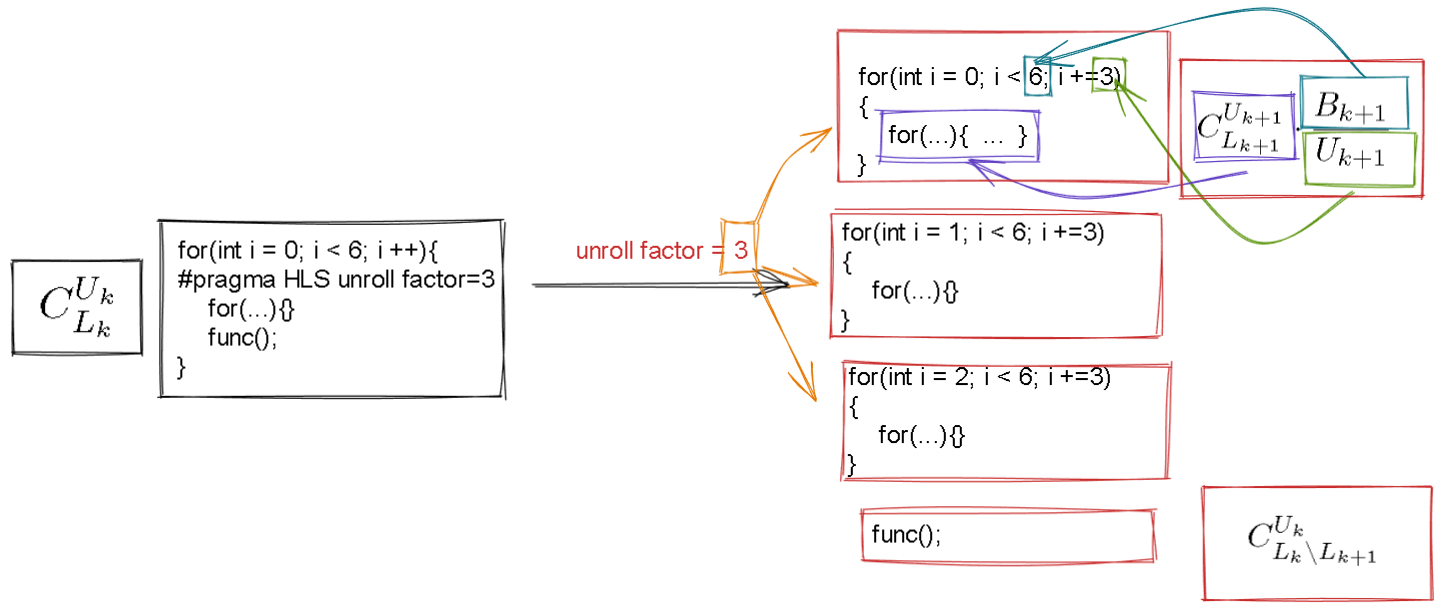 C_{L_k}^{U_k}
for(int i = 0; i < 6; i ++){
#pragma HLS unroll factor=3
for(...){}
func();
}
unroll factor = 3
for(int i = 0; i < 6; i +=3)
{
for(...){ ... }
}
C_{L_{k+1}}^{U_{k+1}} · B_{k+1}
U_{k+1}
for(int i = 1; i < 6; i +=3)
{
for(...){}
}
for(int i = 2; i < 6; i +=3)
{
for(...){}
}
func();
C_{L_k \setminus L_{k+1}}^{U_k}